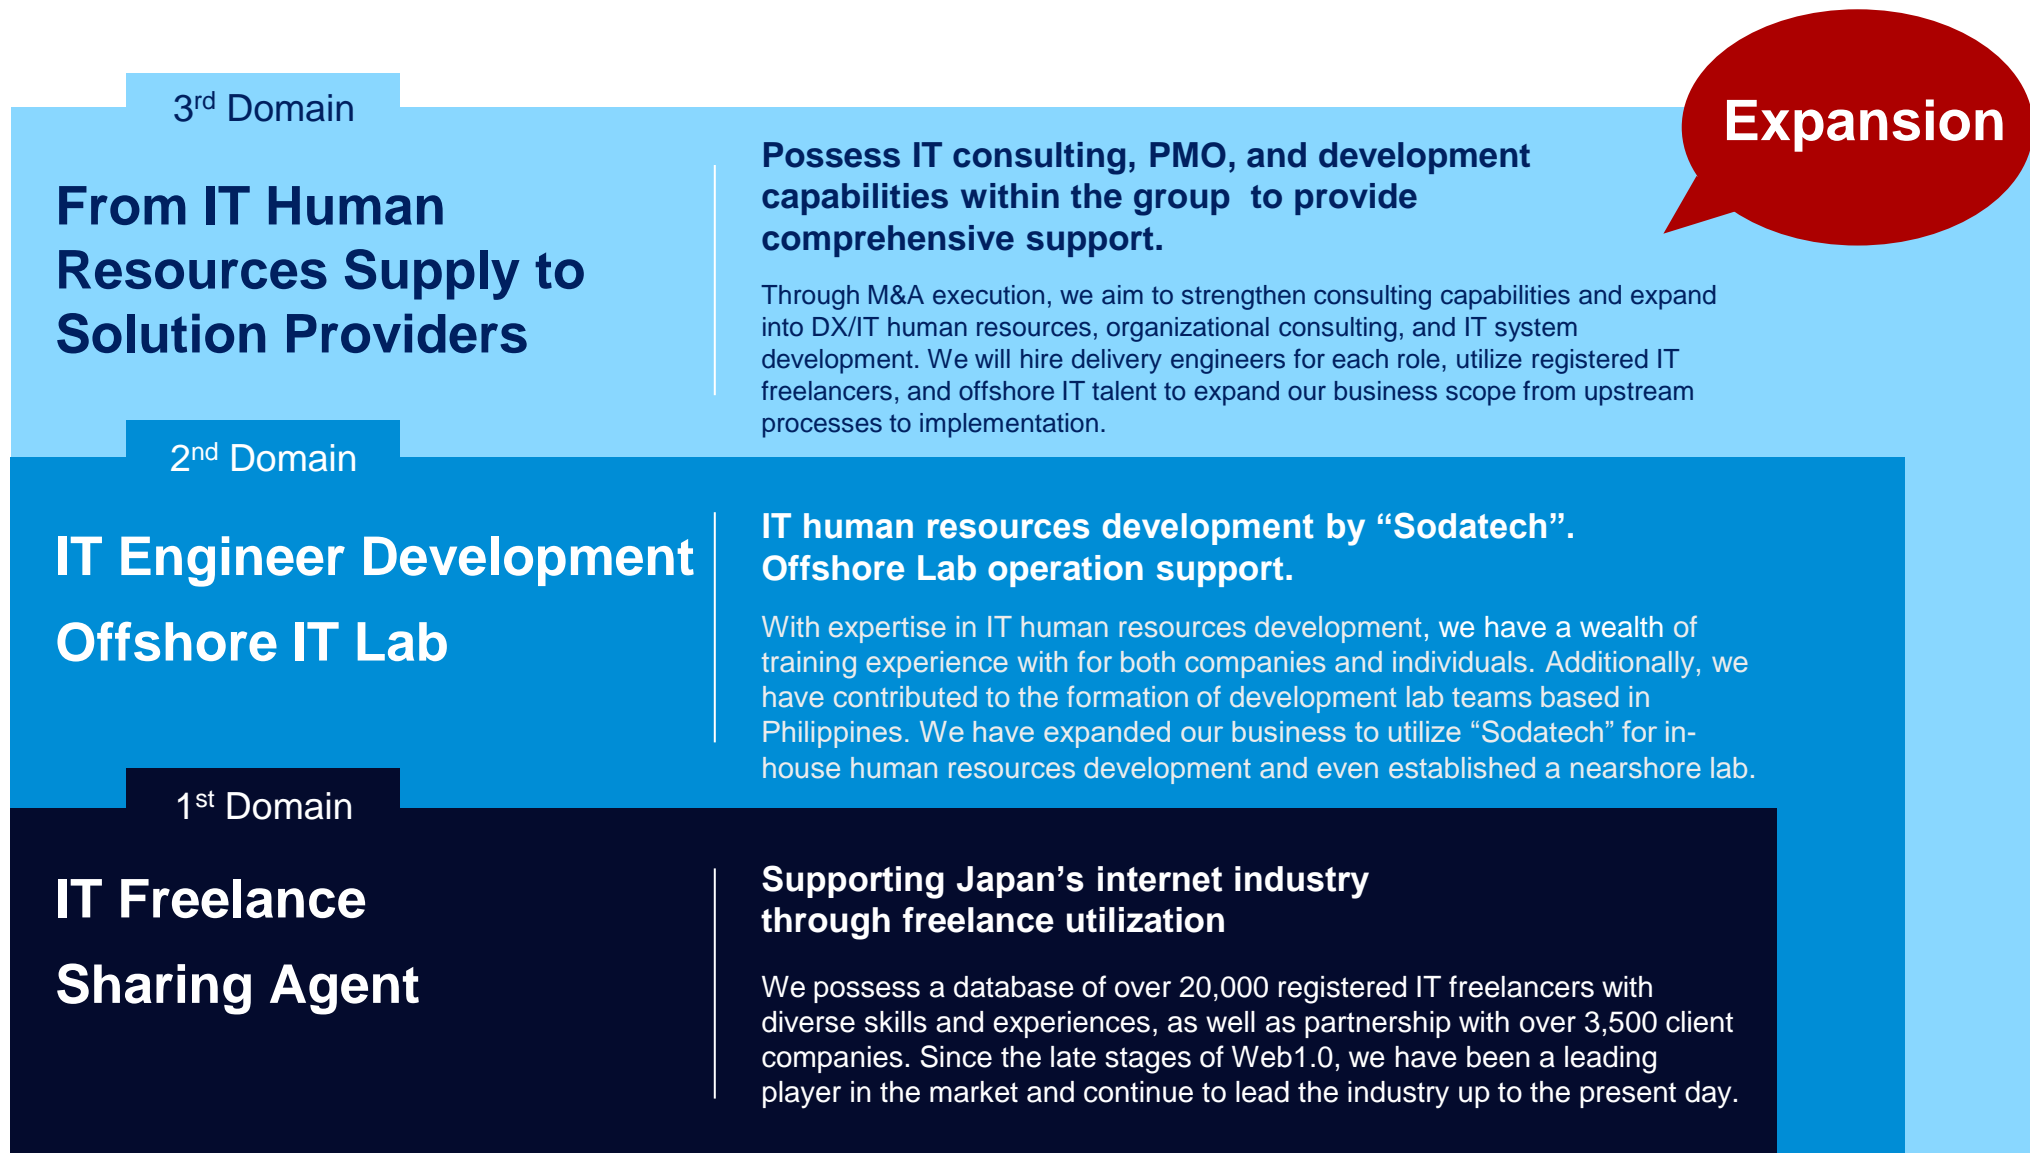 Expansion
3rd Domain
From IT Human
Resources Supply to
Solution Providers
Possess IT consulting, PMO, and development
capabilities within the group to provide
comprehensive support.
Through M&A execution, we aim to strengthen consulting capabilities and expand
into DX/IT human resources, organizational consulting, and IT system
development. We will hire delivery engineers for each role, utilize registered IT
freelancers, and offshore IT talent to expand our business scope from upstream
processes to implementation.
2nd Domain
IT Engineer Development
Offshore IT Lab
IT human resources development by “Sodatech”.
Offshore Lab operation support.
With expertise in IT human resources development, we have a wealth of
training experience with for both companies and individuals. Additionally, we
have contributed to the formation of development lab teams based in
Philippines. We have expanded our business to utilize “Sodatech” for in-
house human resources development and even established a nearshore lab.
1st Domain
IT Freelance
Sharing Agent
Supporting Japan’s internet industry
through freelance utilization
We possess a database of over 20,000 registered IT freelancers with
diverse skills and experiences, as well as partnership with over 3,500 client
companies. Since the late stages of Web1.0, we have been a leading
player in the market and continue to lead the industry up to the present day.